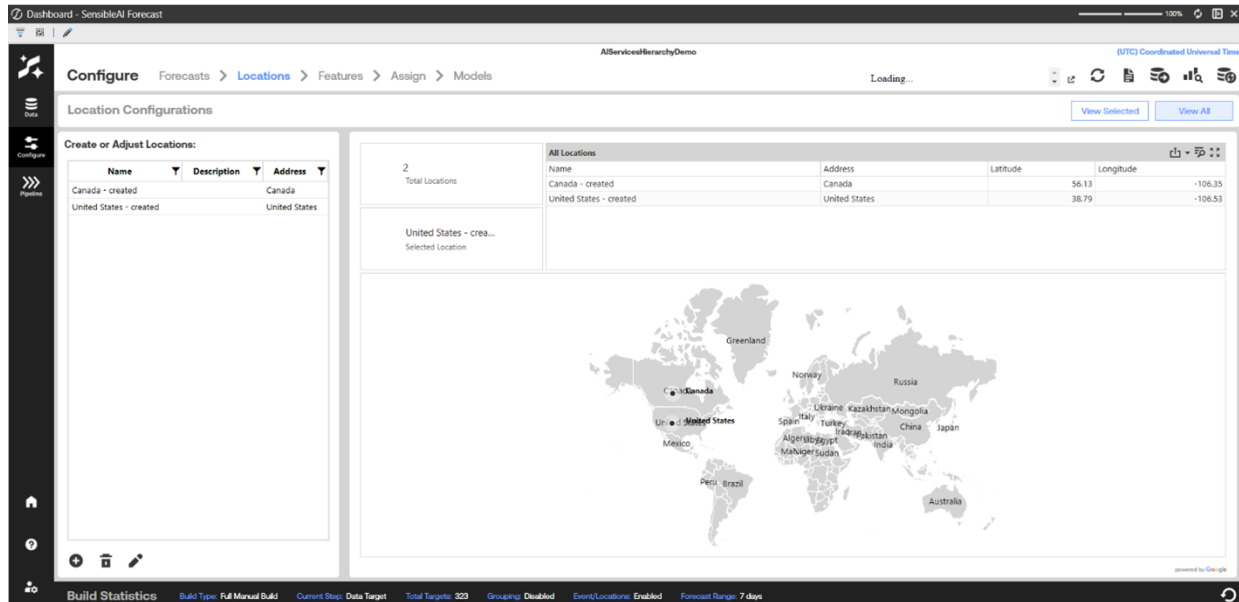 Dashboard - SensibleAI Forecast
100%
AIServicesHierarchyDemo
(UTC) Coordinated Universal Time
Configure Forecasts > Locations > Features > Assign > Models
Loading...
Data
Configure
Pipeline
Location Configurations
View Selected
View All
Create or Adjust Locations:
Name Description Address
Canada - created Canada
United States - created United States
2
Total Locations
United States - crea...
Selected Location
All Locations
Name Address Latitude Longitude
Canada - created Canada 56.13 -106.35
United States - created United States 38.79 -106.53
Greenland
Norway
Russia
Canada
Ukraine Kazakhstan Mongolia
United States
Spain Italy Turkey China Japan
Pakistan
Mexico
Egypt India
Niger Sudan
Peru Brazil
Australia
powered by Google
Build Statistics Build Type: Full Manual Build Current Step: Data Target Total Targets: 323 Grouping: Disabled Event/Locations: Enabled Forecast Range: 7 days